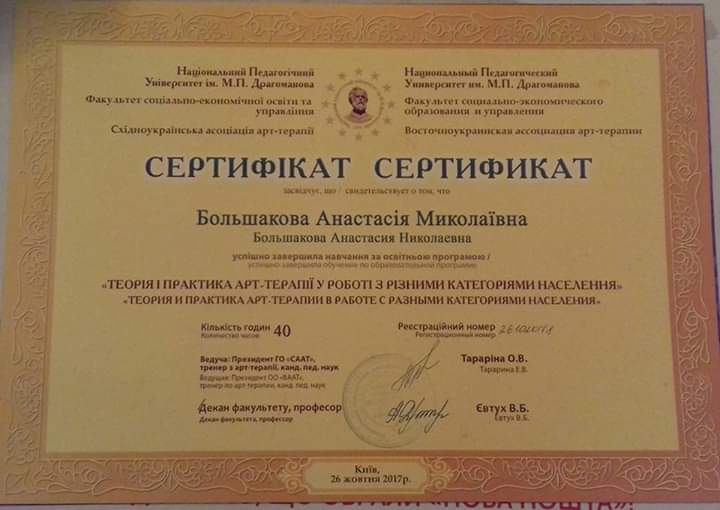 Національний Педагогічний
Університет ім. М.П. Драгоманова
Факультет соціально-економічної освіти та
управління
Східноукраїнська асоціація арт-терапії
Национальный Педагогический
Университет им. М.П. Драгоманова
Факультет социально-экономического
образования и управления
Восточноукраинская ассоциация арт-терапии
СЕРТИФІКАТ СЕРТИФИКАТ
засвідчує, що / свидетельствует о том, что
Большакова Анастасія Миколаївна
Большакова Анастасия Николаевна
успішно завершила навчання за освітньою програмою /
успешно завершила обучение по образовательной программе
«ТЕОРІЯ І ПРАКТИКА АРТ-ТЕРАПІЇ У РОБОТІ З РІЗНИМИ КАТЕГОРІЯМИ НАСЕЛЕННЯ»
«ТЕОРИЯ И ПРАКТИКА АРТ-ТЕРАПИИ В РАБОТЕ С РАЗНЫМИ КАТЕГОРИЯМИ НАСЕЛЕНИЯ»
Кількість годин 40
Количество часов
Реєстраційний номер
Регистрационный номер
Ведуча: Президент ГО «СААТ»,
тренер з арт-терапії, канд. пед. наук
Ведущая: Президент ОО «ВААТ»,
тренер по арт-терапии, канд. пед. наук
Тараріна О.В.
Тарарина Е.В.
Декан факультету, професор
Декан факультета, профессор
Євтух В.Б.
Евтух В.Б.
Київ,
26 жовтня 2017р.